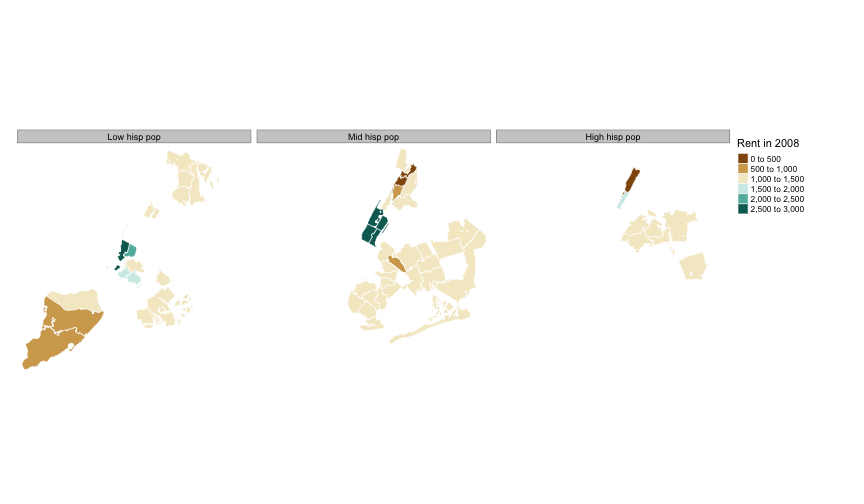 Low hisp pop
Mid hisp pop
High hisp pop
Rent in 2008
0 to 500
500 to 1,000
1,000 to 1,500
1,500 to 2,000
2,000 to 2,500
2,500 to 3,000